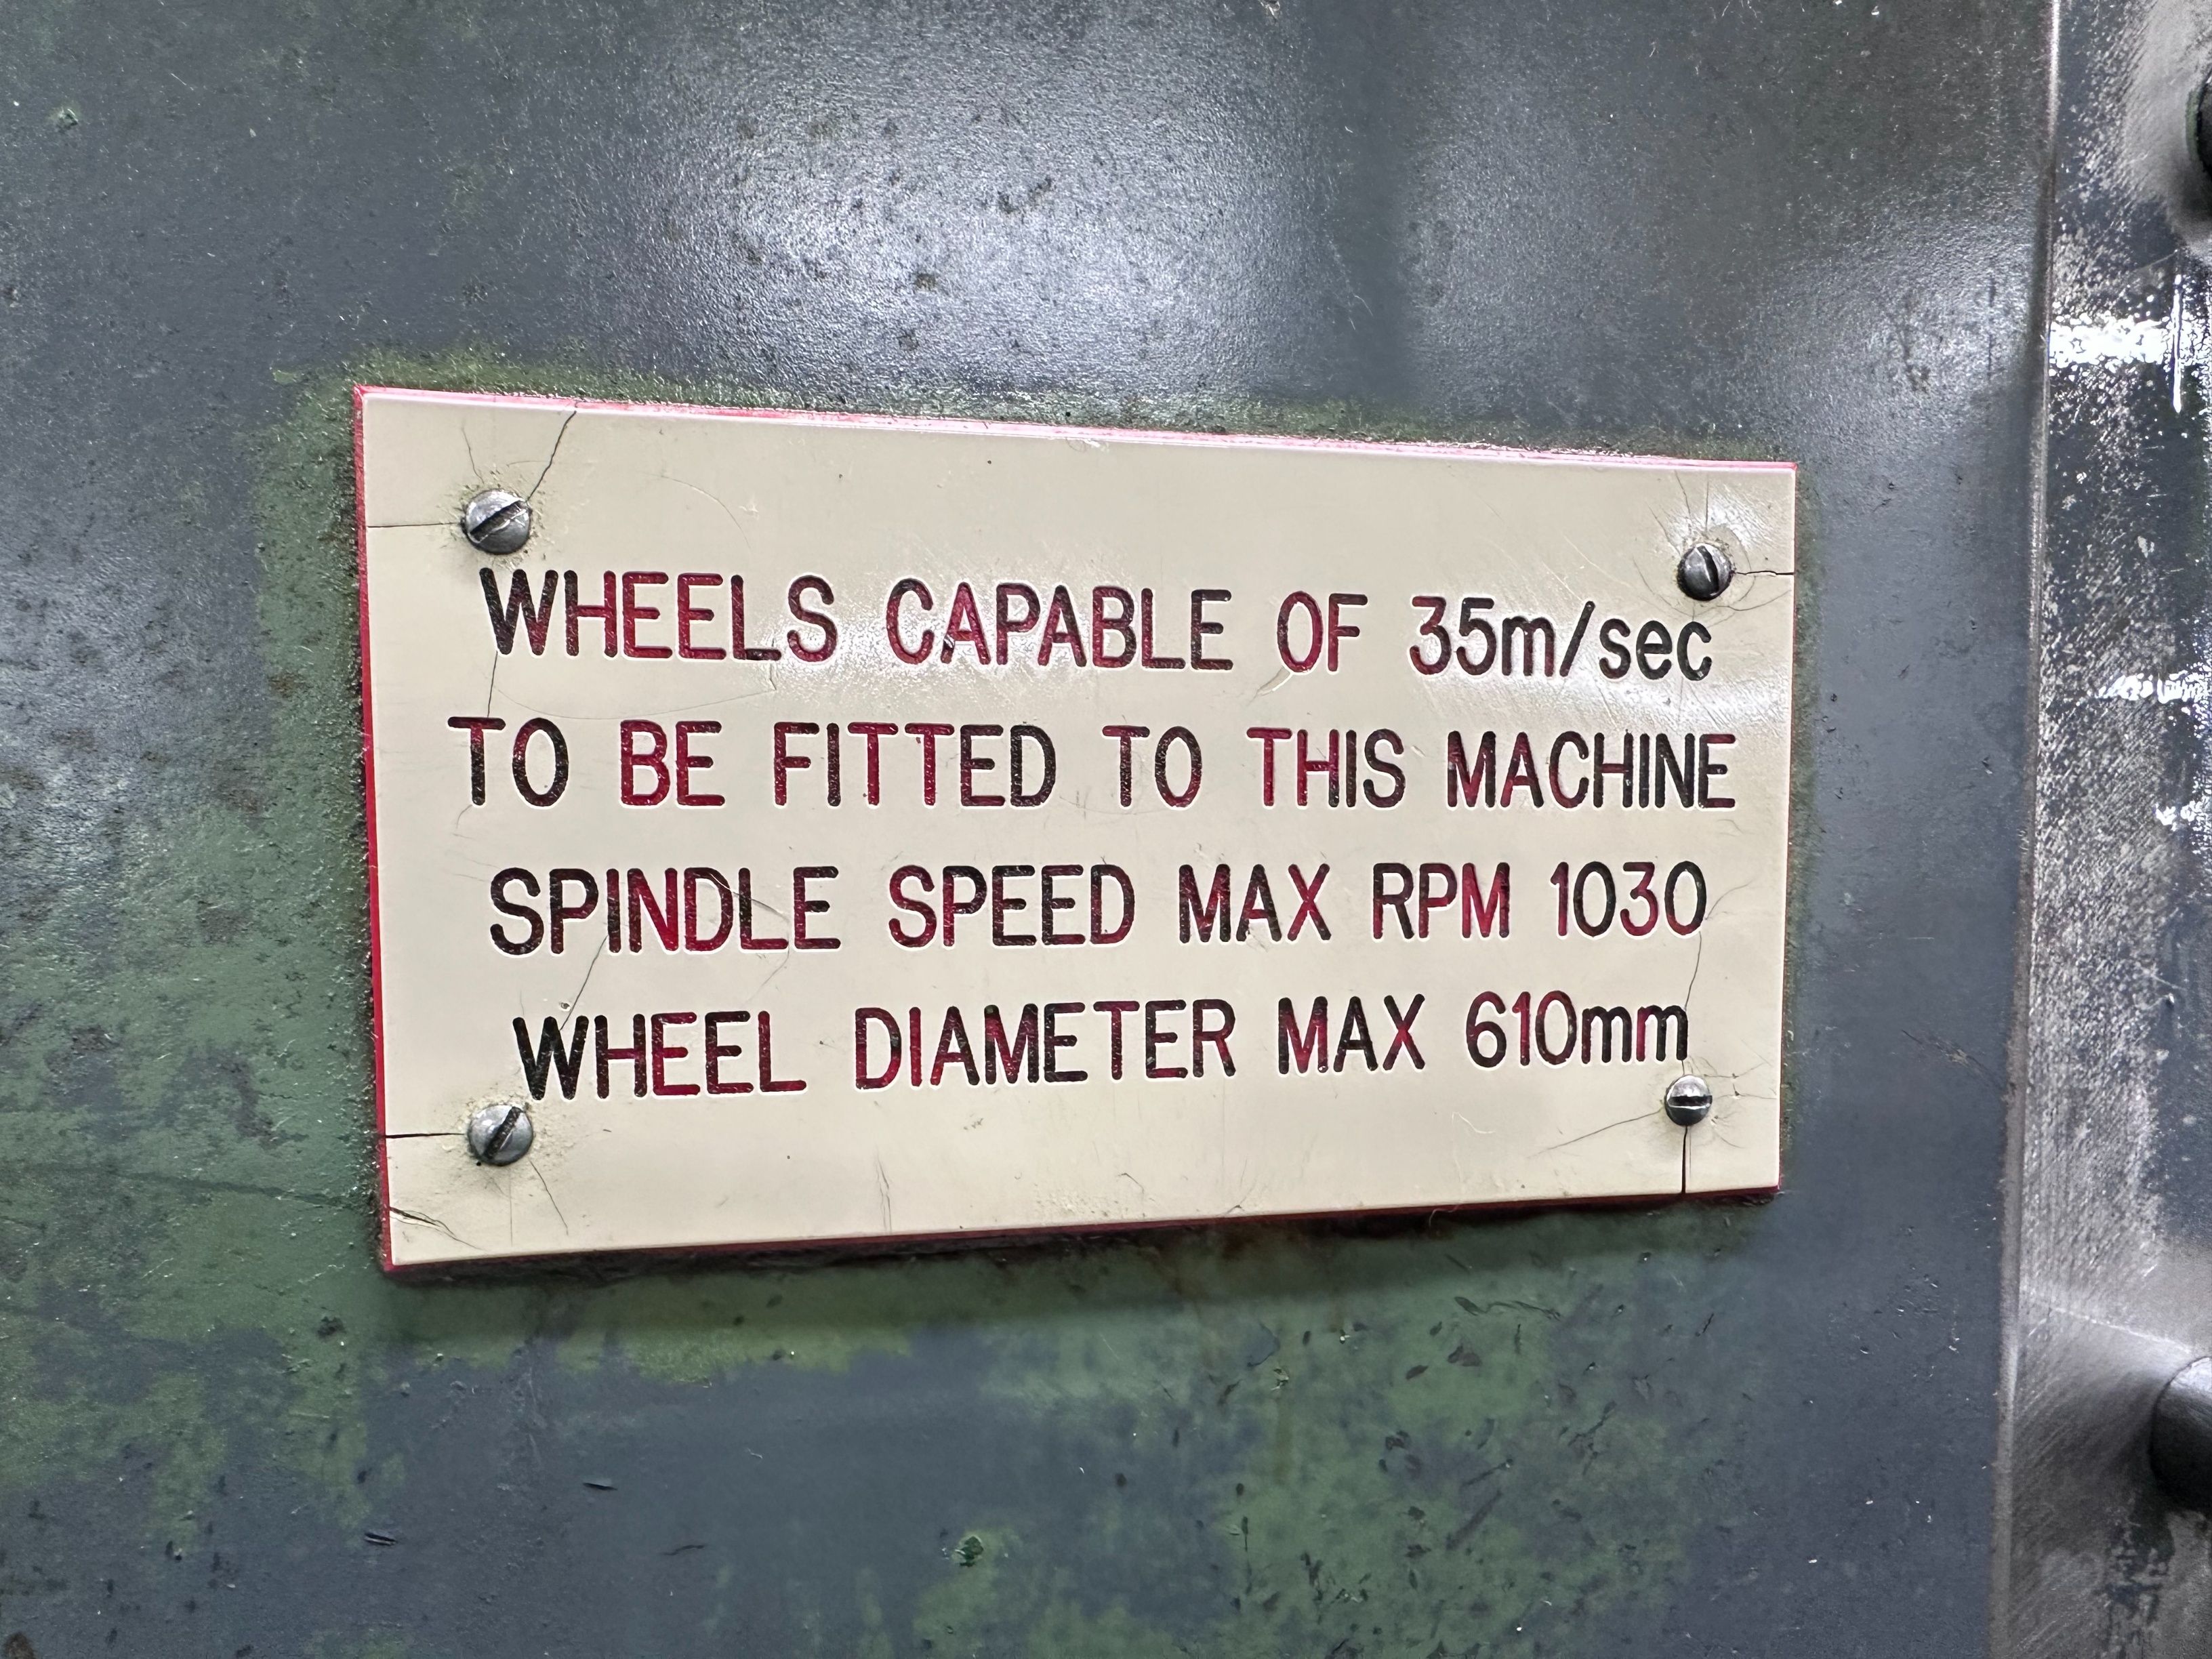 WHEELS CAPABLE OF 35m/sec
TO BE FITTED TO THIS MACHINE
SPINDLE SPEED MAX RPM 1030
WHEEL DIAMETER MAX 610mm